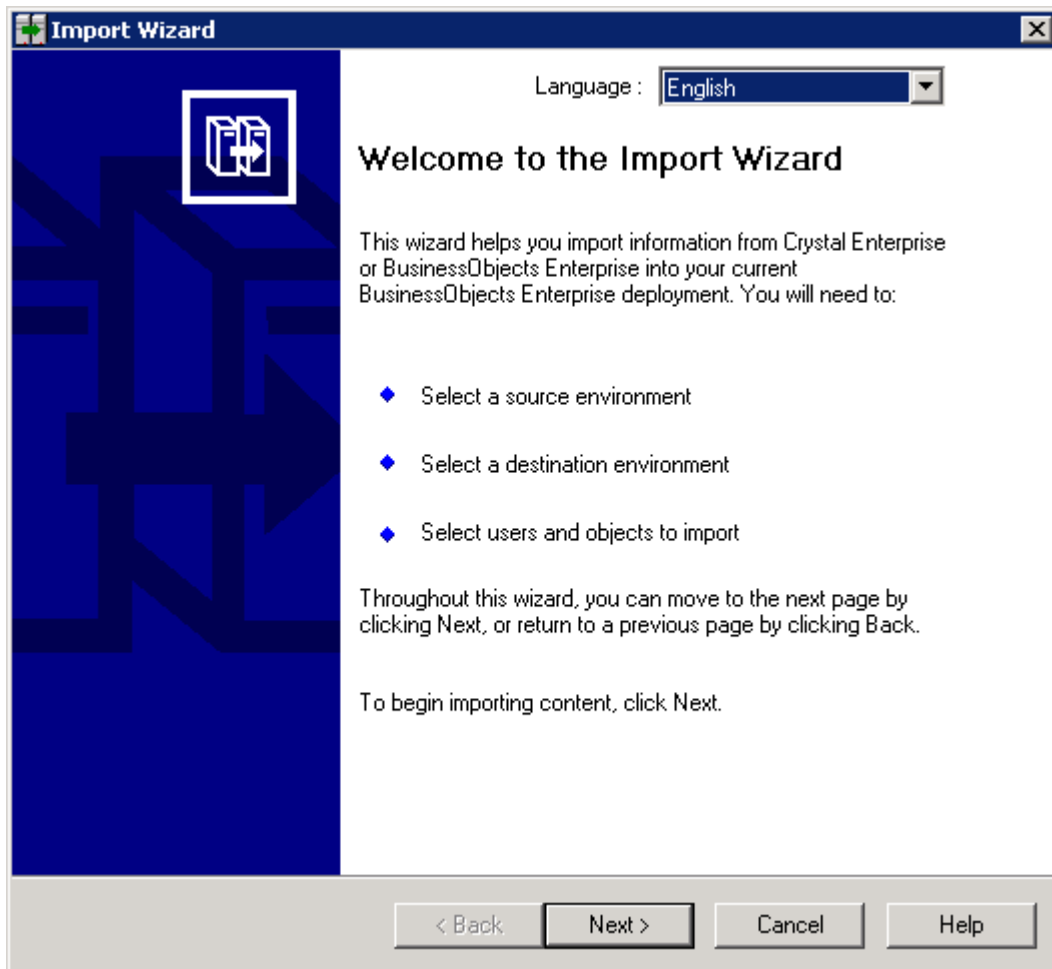 Import Wizard
Language :
English
Welcome to the Import Wizard
This wizard helps you import information from Crystal Enterprise
or BusinessObjects Enterprise into your current
BusinessObjects Enterprise deployment. You will need to:
Select a source environment
Select a destination environment
Select users and objects to import
Throughout this wizard, you can move to the next page by
clicking Next, or return to a previous page by clicking Back.
To begin importing content, click Next.
< Back
Next >
Cancel
Help